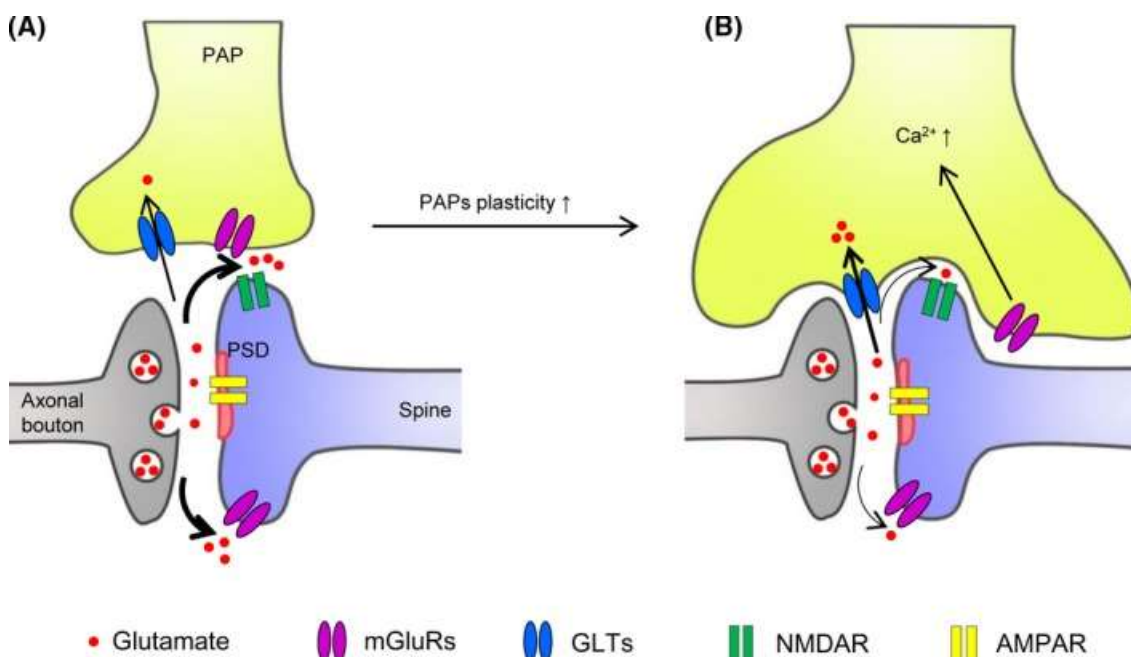 (A)
PAP
PSD
Axonal
bouton
Spine
PAPs plasticity ↑
(B)
Ca²⁺ ↑
Glutamate
mGluRs
GLTs
NMDAR
AMPAR